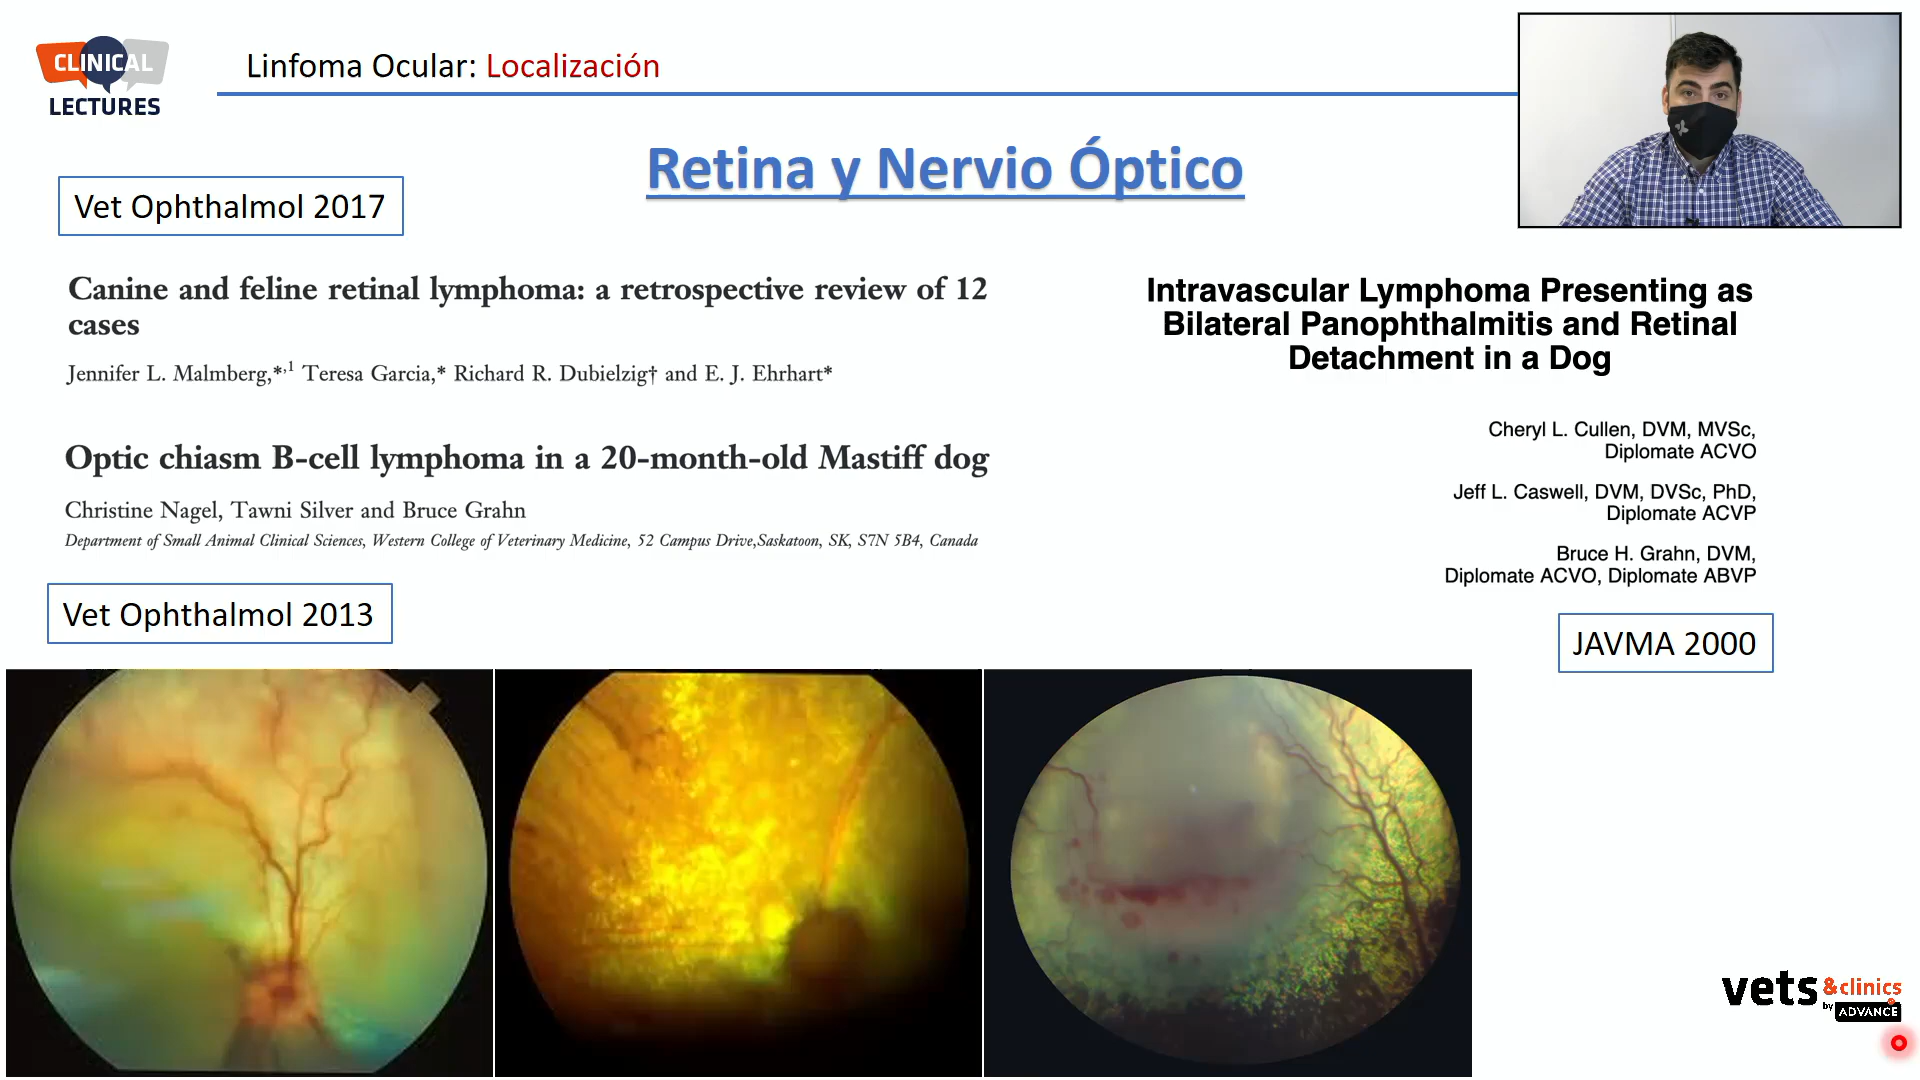 CLINICAL
LECTURES
Linfoma Ocular: Localización
Retina y Nervio Óptico
Vet Ophthalmol 2017
Canine and feline retinal lymphoma: a retrospective review of 12
cases
Jennifer L. Malmberg,*,¹ Teresa Garcia,* Richard R. Dubielzig† and E. J. Ehrhart*
Optic chiasm B-cell lymphoma in a 20-month-old Mastiff dog
Christine Nagel, Tawni Silver and Bruce Grahn
Department of Small Animal Clinical Sciences, Western College of Veterinary Medicine, 52 Campus Drive,Saskatoon, SK, S7N 5B4, Canada
Vet Ophthalmol 2013
Intravascular Lymphoma Presenting as
Bilateral Panophthalmitis and Retinal
Detachment in a Dog
Cheryl L. Cullen, DVM, MVSc,
Diplomate ACVO
Jeff L. Caswell, DVM, DVSc, PhD,
Diplomate ACVP
Bruce H. Grahn, DVM,
Diplomate ACVO, Diplomate ABVP
JAVMA 2000
vets &clinics
by ADVANCE